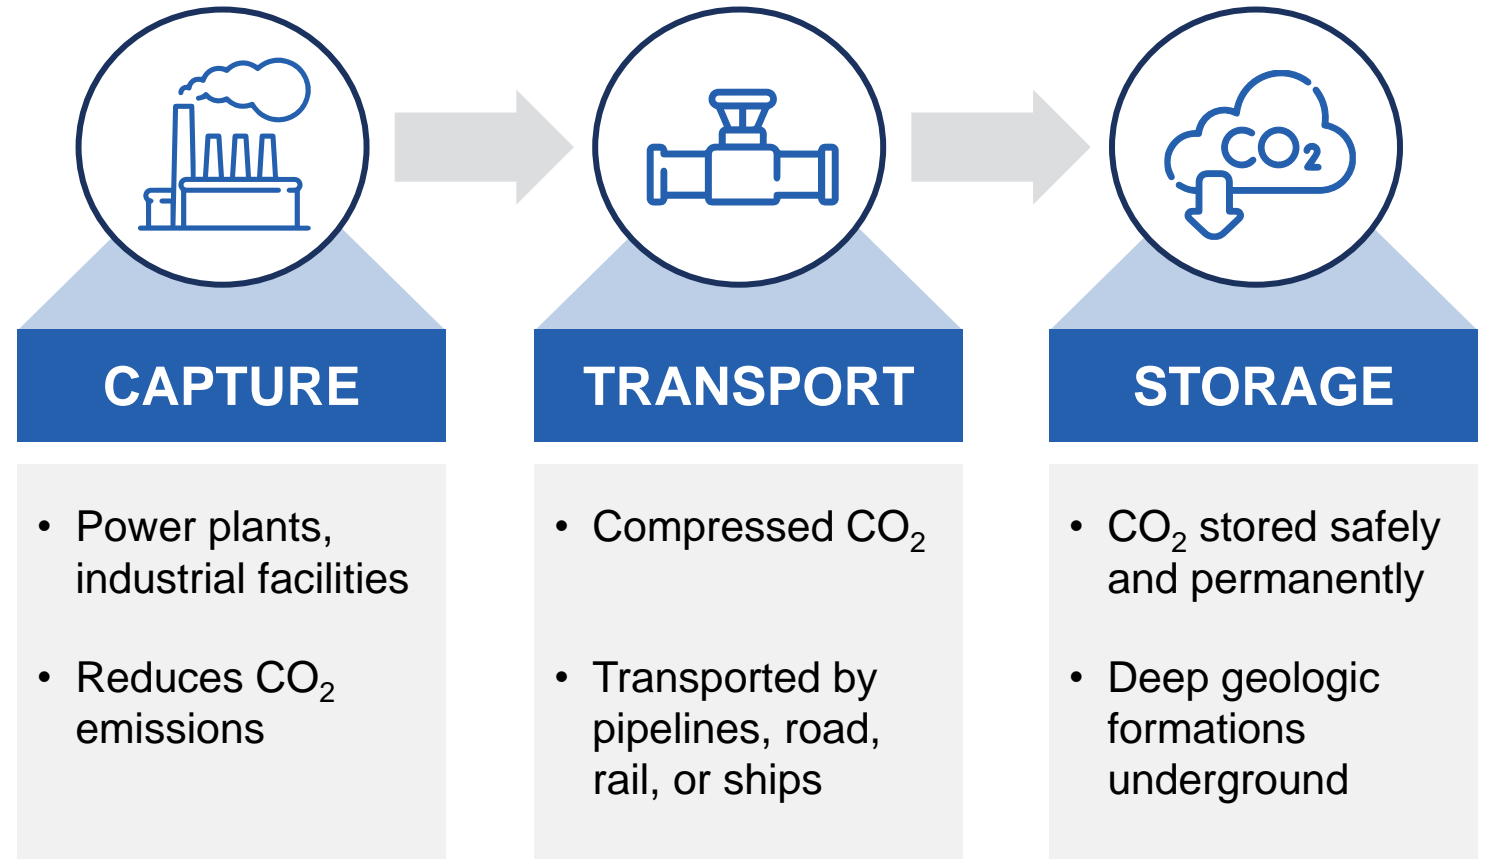 CO₂
CAPTURE
• Power plants,
industrial facilities
• Reduces CO₂
emissions
TRANSPORT
• Compressed CO₂
• Transported by
pipelines, road,
rail, or ships
STORAGE
• CO₂ stored safely
and permanently
• Deep geologic
formations
underground